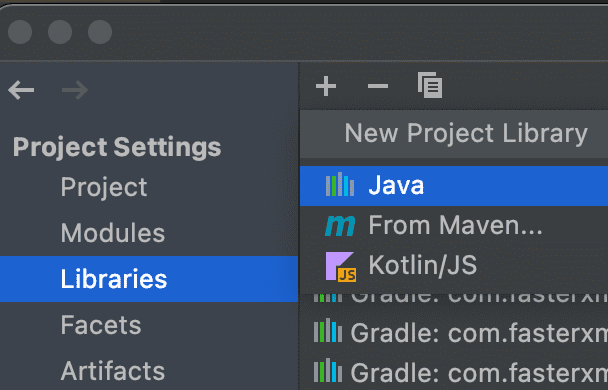 Project Settings
Project
Modules
Libraries
Facets
Artifacts
New Project Library
Java
m From Maven...
JS Kotlin/JS
Gradle: com.fasterxm
Gradle: com.fasterxm
Gradle: com.fasterxm